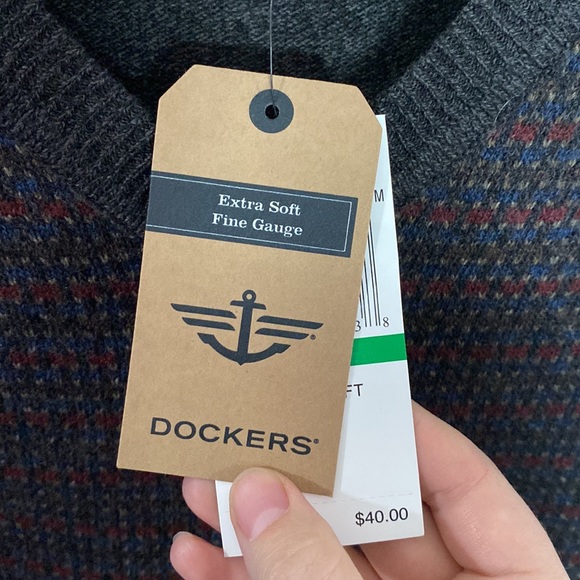 Extra Soft
Fine Gauge
M
3 8
FT
DOCKERS®
$40.00